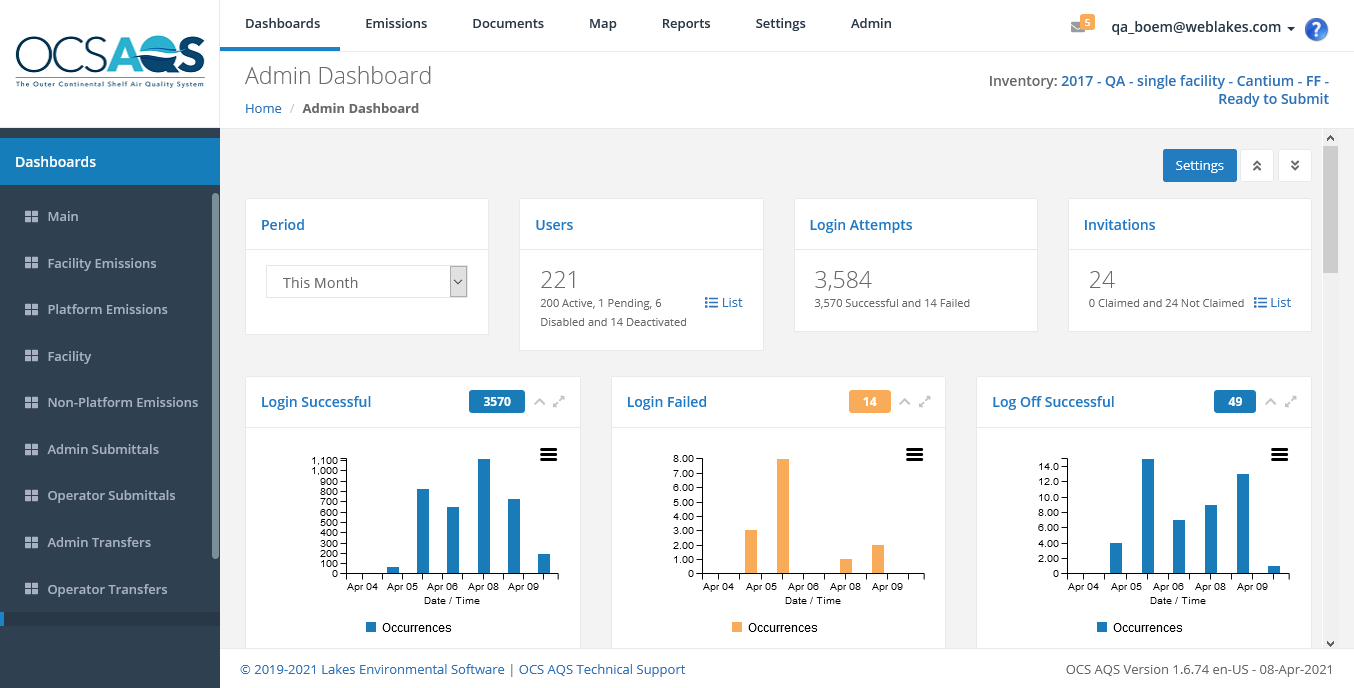 OCSAQS
The Outer Continental Shelf Air Quality System
Dashboards
Emissions
Documents
Map
Reports
Settings
Admin
5
qa_boem@weblakes.com
?
Admin Dashboard
Home / Admin Dashboard
Inventory: 2017 - QA - single facility - Cantium - FF -
Ready to Submit
Dashboards
Main
Facility Emissions
Platform Emissions
Facility
Non-Platform Emissions
Admin Submittals
Operator Submittals
Admin Transfers
Operator Transfers
Settings
Period
This Month
Users
221
200 Active, 1 Pending, 6
Disabled and 14 Deactivated
List
Login Attempts
3,584
3,570 Successful and 14 Failed
Invitations
24
0 Claimed and 24 Not Claimed
List
Login Successful
3570
1,100
1,000
900
800
700
600
500
400
300
200
100
0
Apr 04 Apr 05 Apr 06 Apr 08 Apr 09
Date / Time
Occurrences
Login Failed
14
8.00
7.00
6.00
5.00
4.00
3.00
2.00
1.00
0
Apr 04 Apr 05 Apr 06 Apr 08 Apr 09
Date / Time
Occurrences
Log Off Successful
49
14.0
12.0
10.0
8.00
6.00
4.00
2.00
0
Apr 04 Apr 05 Apr 06 Apr 08 Apr 09
Date / Time
Occurrences
© 2019-2021 Lakes Environmental Software | OCS AQS Technical Support
OCS AQS Version 1.6.74 en-US - 08-Apr-2021